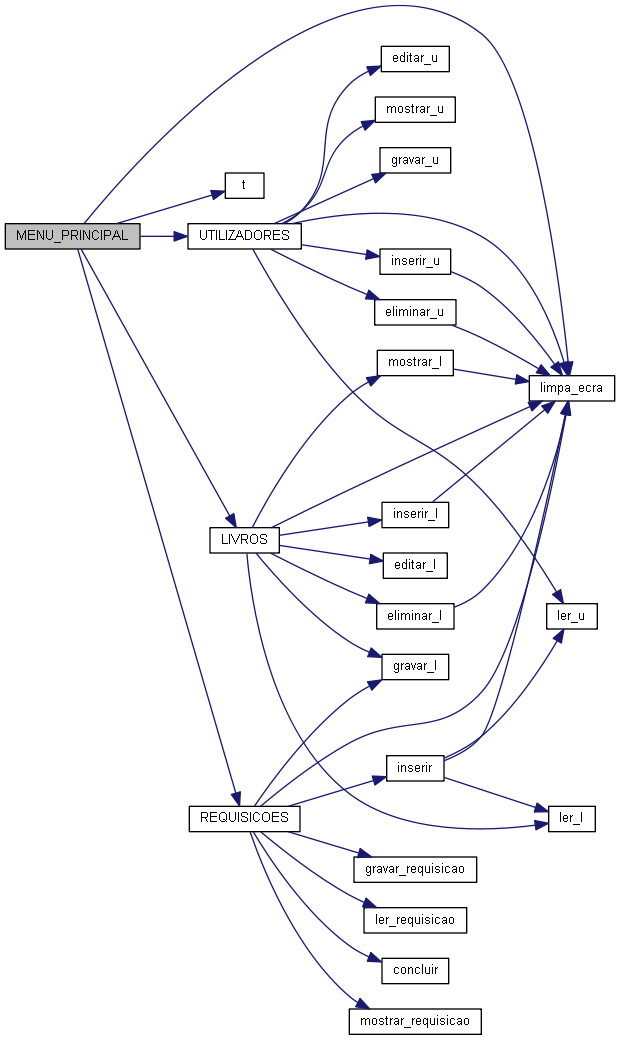 editar_u
mostrar_u
gravar_u
t
MENU_PRINCIPAL
UTILIZADORES
inserir_u
eliminar_u
mostrar_l
limpa_ecra
inserir_l
LIVROS
editar_l
eliminar_l
ler_u
gravar_l
inserir
REQUISICOES
ler_l
gravar_requisicao
ler_requisicao
concluir
mostrar_requisicao